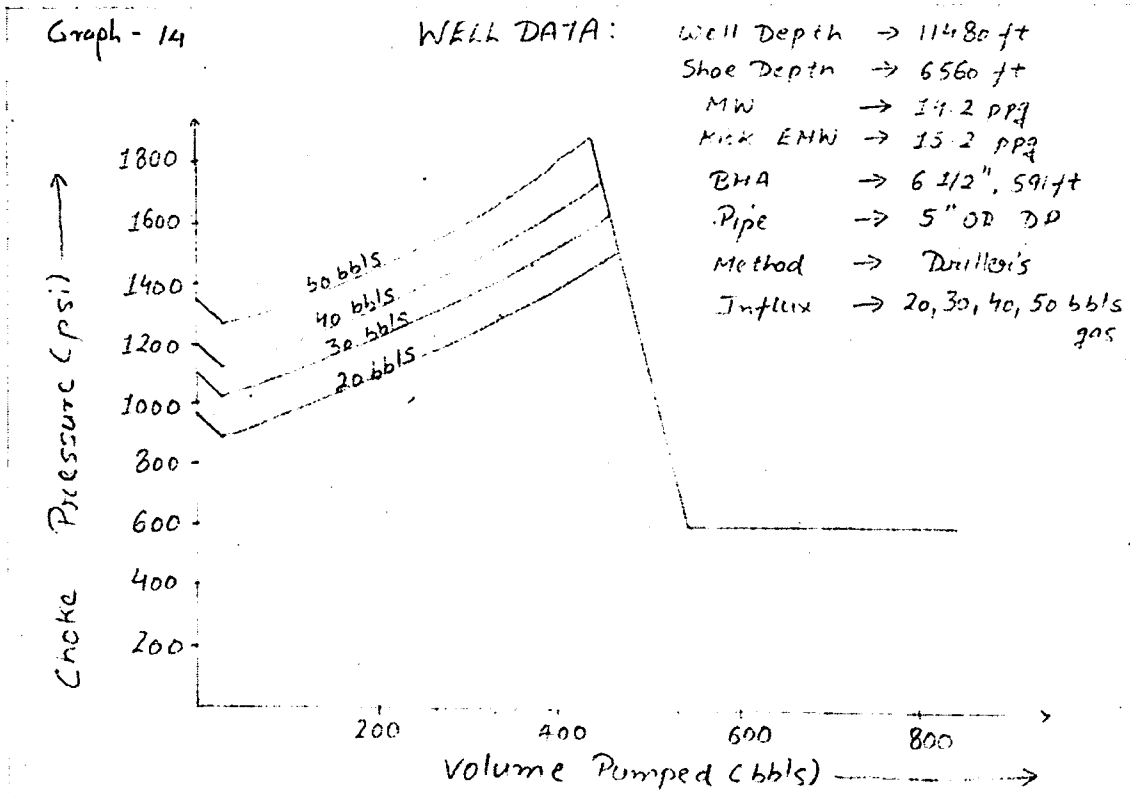 Graph - 14
WELL DATA:
Well Depth → 11480 ft
Shoe Depth → 6560 ft
MW → 14.2 ppg
Kick EMW → 15.2 ppg
BHA → 6 1/2", 591 ft
Pipe → 5" OD DP
Method → Driller's
Influx → 20, 30, 40, 50 bbls
gas
Choke Pressure (psi)
1800
1600
1400
1200
1000
800
600
400
200
50 bbls
40 bbls
30 bbls
20 bbls
200 400 600 800
Volume Pumped (bbls)